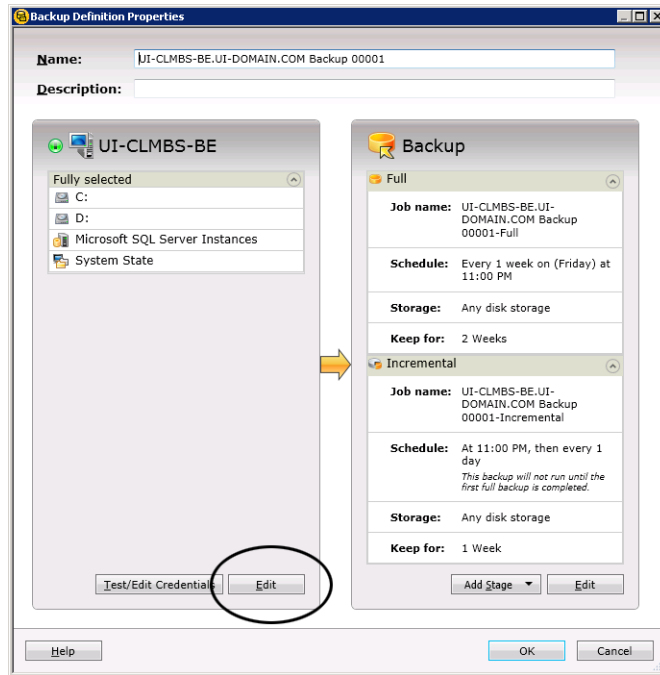 Backup Definition Properties
Name: UI-CLMBS-BE.UI-DOMAIN.COM Backup 00001
Description:
UI-CLMBS-BE
Fully selected
C:
D:
Microsoft SQL Server Instances
System State
Test/Edit Credentials Edit
Backup
Full
Job name: UI-CLMBS-BE.UI-
DOMAIN.COM Backup
00001-Full
Schedule: Every 1 week on (Friday) at
11:00 PM
Storage: Any disk storage
Keep for: 2 Weeks
Incremental
Job name: UI-CLMBS-BE.UI-
DOMAIN.COM Backup
00001-Incremental
Schedule: At 11:00 PM, then every 1
day
This backup will not run until the
first full backup is completed.
Storage: Any disk storage
Keep for: 1 Week
Add Stage Edit
Help OK Cancel